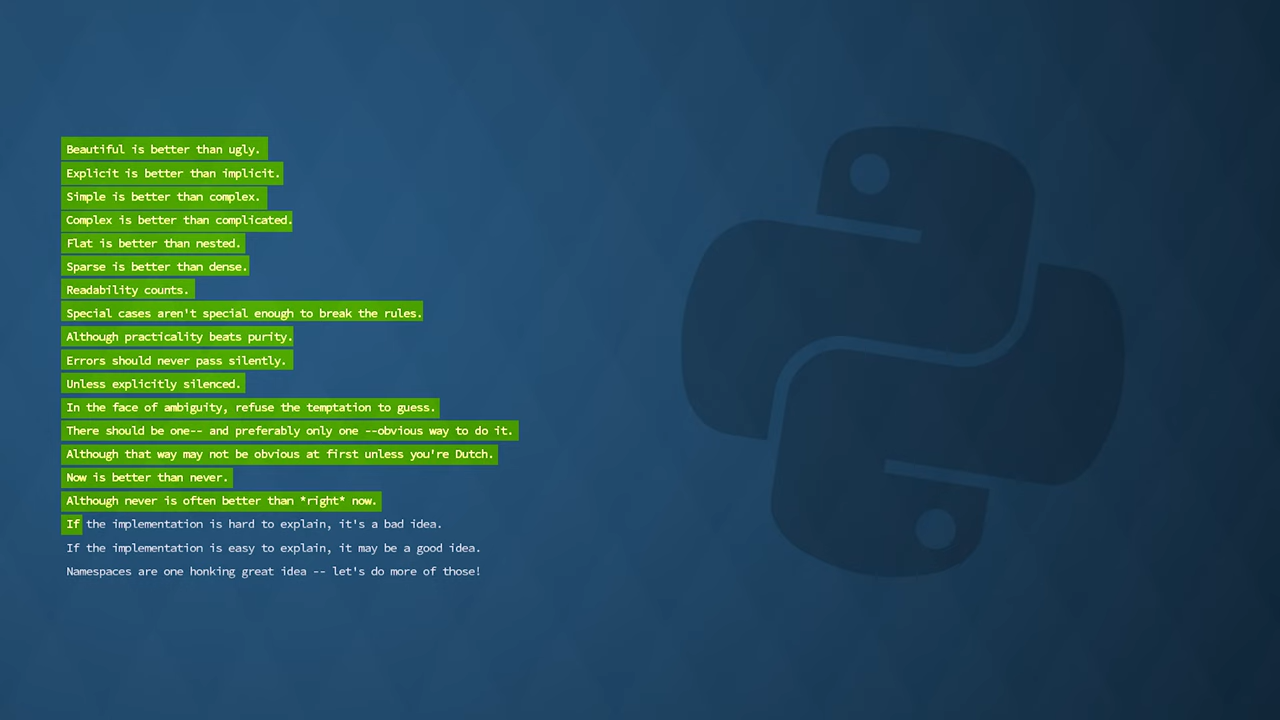 Beautiful is better than ugly.
Explicit is better than implicit.
Simple is better than complex.
Complex is better than complicated.
Flat is better than nested.
Sparse is better than dense.
Readability counts.
Special cases aren't special enough to break the rules.
Although practicality beats purity.
Errors should never pass silently.
Unless explicitly silenced.
In the face of ambiguity, refuse the temptation to guess.
There should be one-- and preferably only one --obvious way to do it.
Although that way may not be obvious at first unless you're Dutch.
Now is better than never.
Although never is often better than *right* now.
If the implementation is hard to explain, it's a bad idea.
If the implementation is easy to explain, it may be a good idea.
Namespaces are one honking great idea -- let's do more of those!